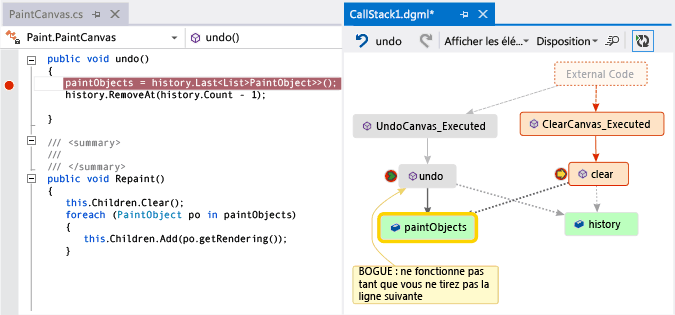 PaintCanvas.cs
Paint.PaintCanvas
undo()
public void undo()
{
paintObjects = history.Last<List>PaintObject>>();
history.RemoveAt(history.Count - 1);
}
/// <summary>
///
/// </summary>
public void Repaint()
{
this.Children.Clear();
foreach (PaintObject po in paintObjects)
{
this.Children.Add(po.getRendering());
}
CallStack1.dgml*
undo
Afficher les élé...
Disposition
External Code
UndoCanvas_Executed
ClearCanvas_Executed
undo
clear
paintObjects
history
BOGUE : ne fonctionne pas
tant que vous ne tirez pas la
ligne suivante